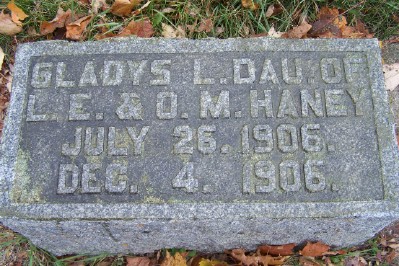 GLADYS L. DAU. OF
L. E. & O. M. HANEY
JULY 26. 1906.
DEC. 4. 1906.